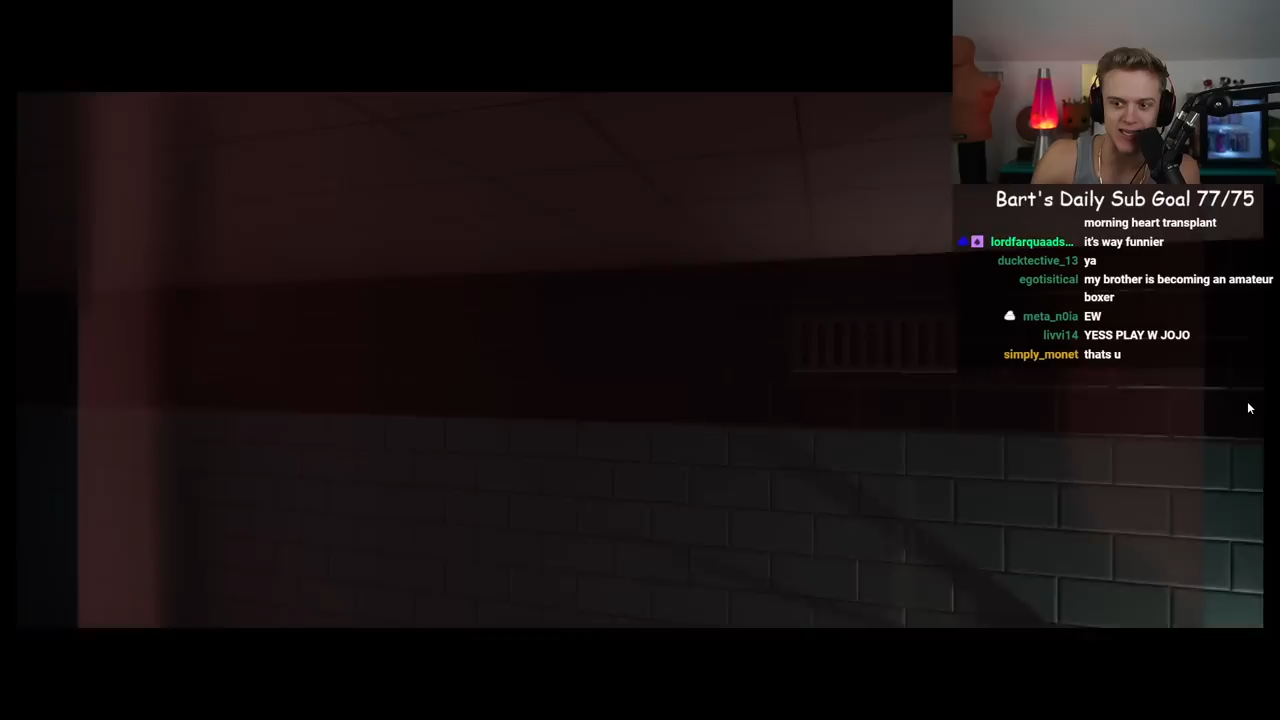 Bart's Daily Sub Goal 77/75
morning heart transplant
lordfarquaads... it's way funnier
ducktective_13 ya
egotisitical my brother is becoming an amateur
boxer
meta_n0ia EW
livvi14 YESS PLAY W JOJO
simply_monet thats u